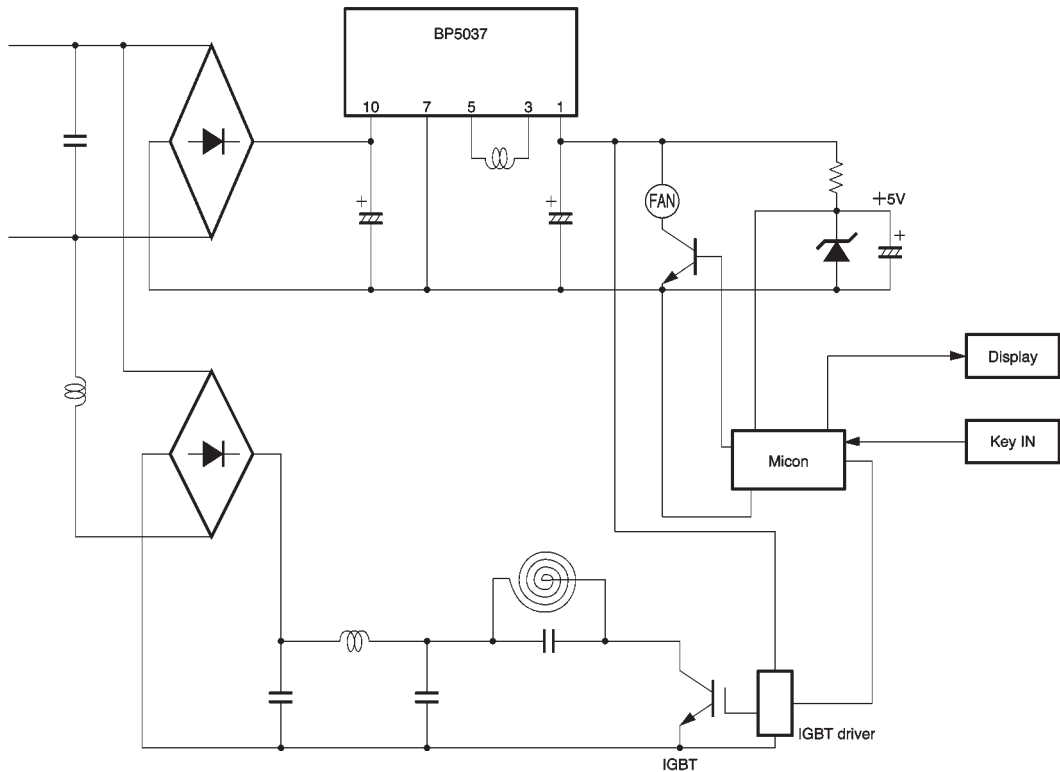 BP5037
10 7 5 3 1
+
+
FAN
+5V
+
Display
Key IN
Micon
IGBT driver
IGBT